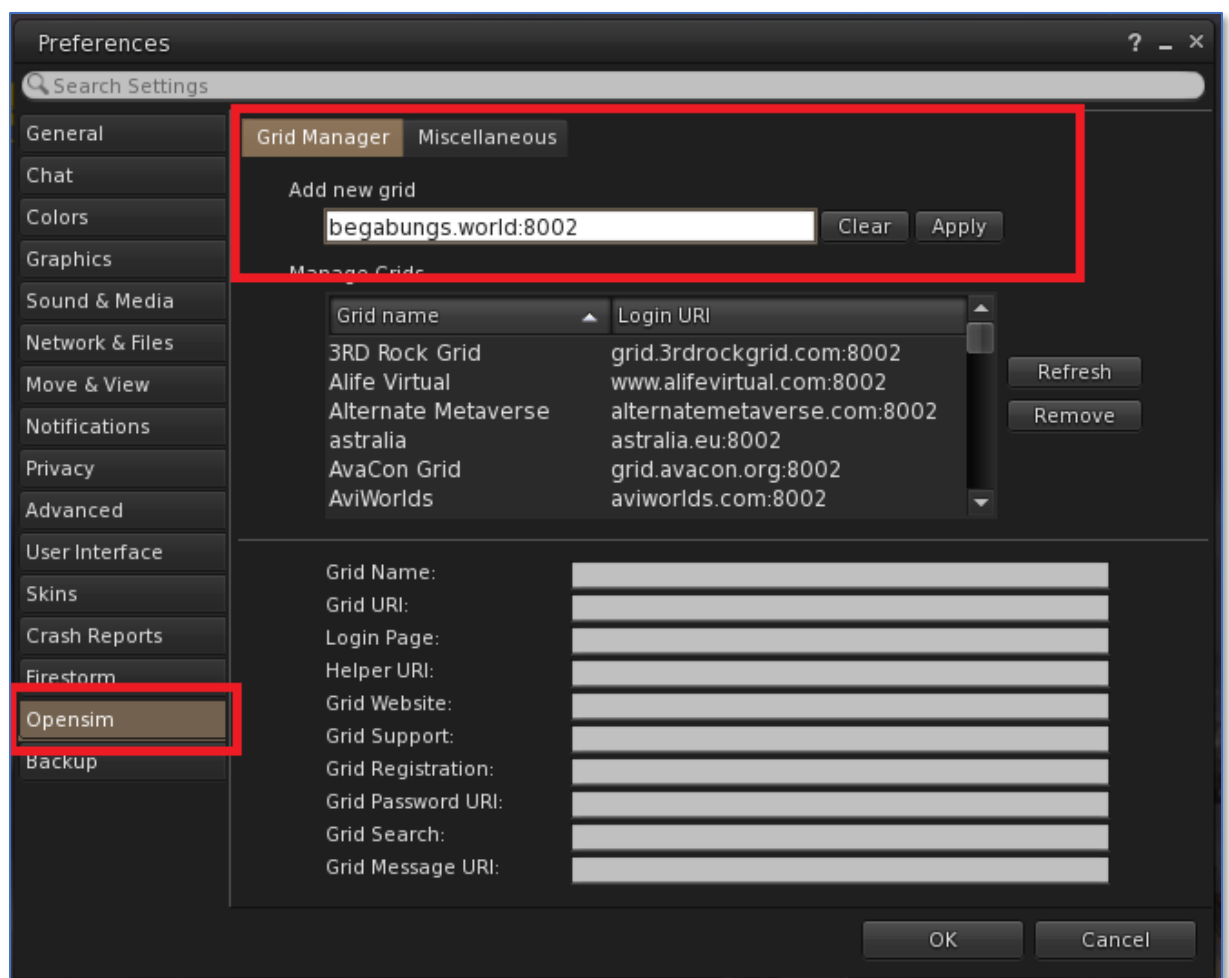 Preferences ? _ ×
Search Settings
General
Chat
Colors
Graphics
Sound & Media
Network & Files
Move & View
Notifications
Privacy
Advanced
User Interface
Skins
Crash Reports
Firestorm
Opensim
Backup
Grid Manager Miscellaneous
Add new grid
begabungs.world:8002 Clear Apply
Manage Grids
Grid name Login URI
3RD Rock Grid grid.3rdrockgrid.com:8002
Alife Virtual www.alifevirtual.com:8002
Alternate Metaverse alternatemetaverse.com:8002
astralia astralia.eu:8002
AvaCon Grid grid.avacon.org:8002
AviWorlds aviworlds.com:8002
Refresh
Remove
Grid Name:
Grid URI:
Login Page:
Helper URI:
Grid Website:
Grid Support:
Grid Registration:
Grid Password URI:
Grid Search:
Grid Message URI:
OK Cancel